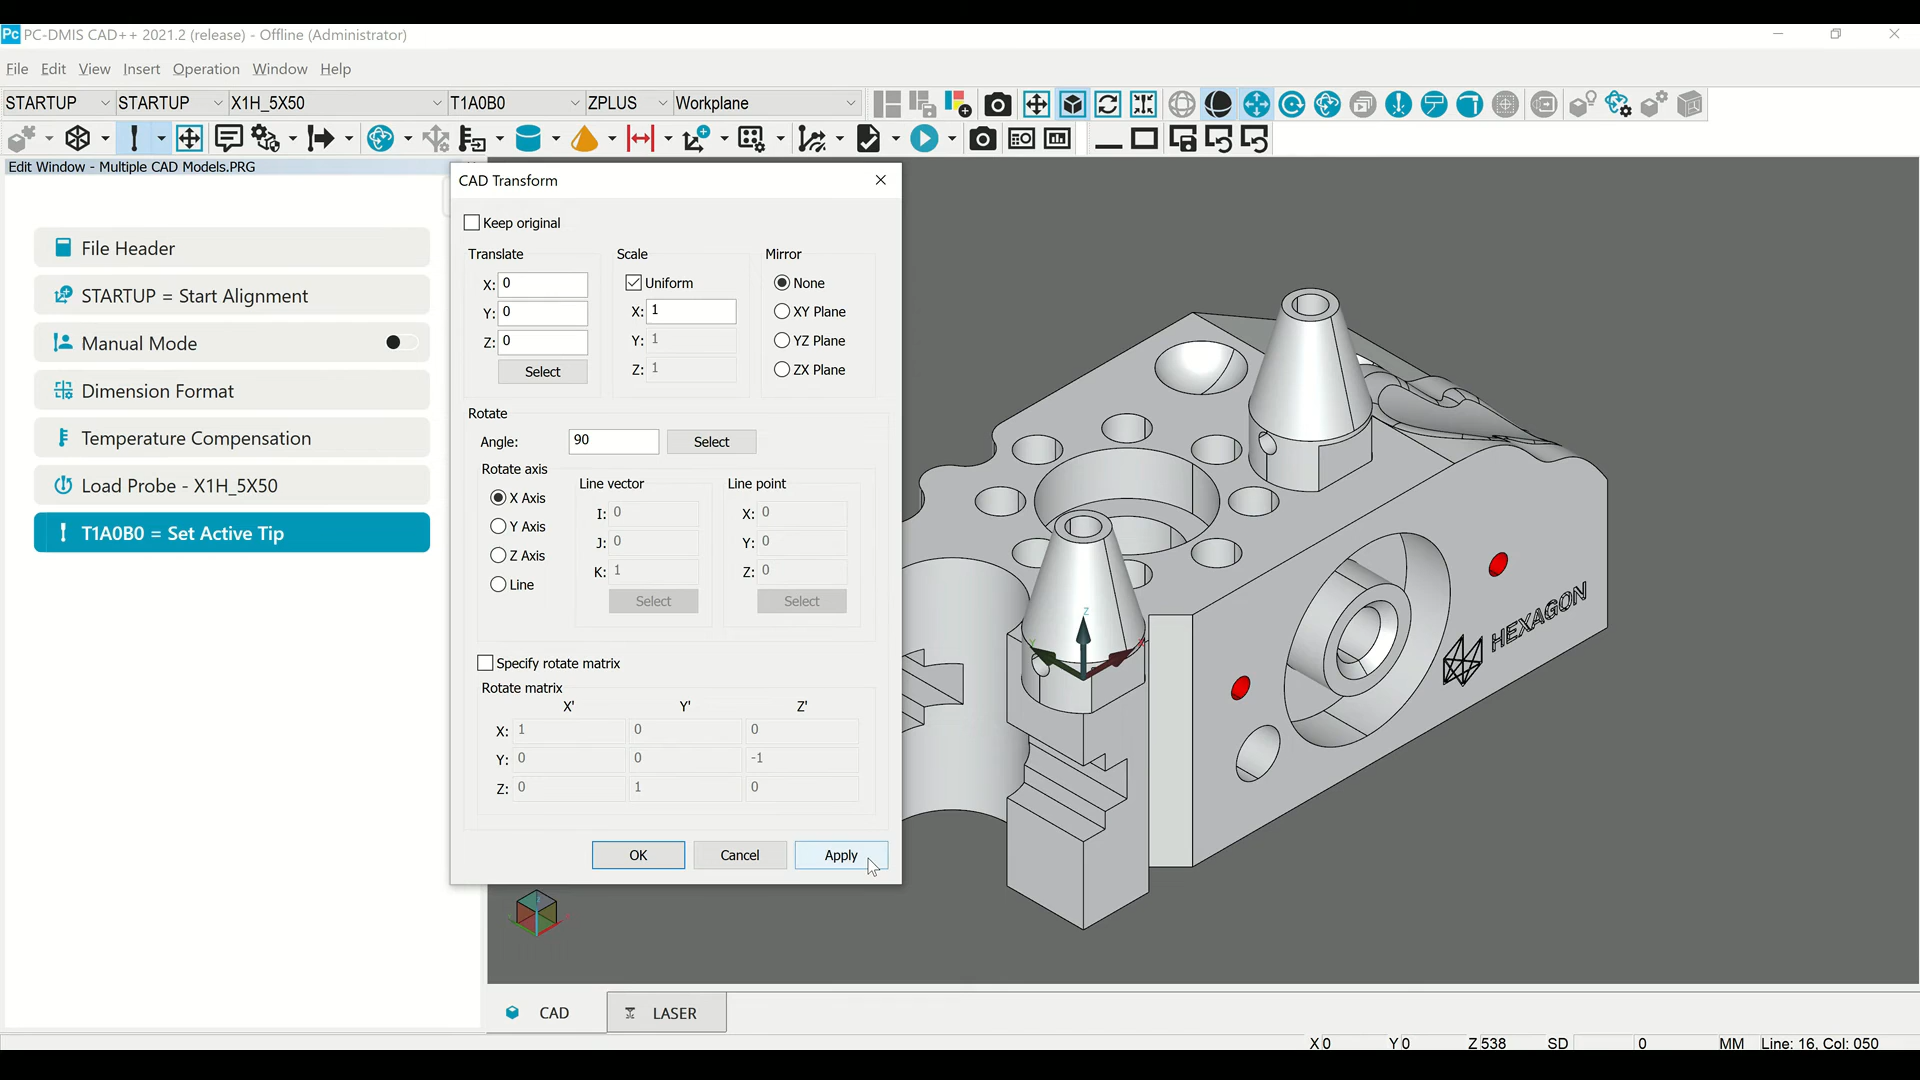 Pc PC-DMIS CAD++ 2021.2 (release) - Offline (Administrator)
File Edit View Insert Operation Window Help
STARTUP STARTUP X1H_5X50 T1A0B0 ZPLUS Workplane
Edit Window - Multiple CAD Models.PRG
File Header
STARTUP = Start Alignment
Manual Mode
Dimension Format
Temperature Compensation
Load Probe - X1H_5X50
T1A0B0 = Set Active Tip
CAD Transform
Keep original
Translate Scale Mirror
X: 0 Uniform None
Y: 0 X: 1 XY Plane
Z: 0 Y: 1 YZ Plane
Select Z: 1 ZX Plane
Rotate
Angle: 90 Select
Rotate axis Line vector Line point
X Axis I: 0 X: 0
Y Axis J: 0 Y: 0
Z Axis K: 1 Z: 0
Line Select Select
Specify rotate matrix
Rotate matrix
X' Y' Z'
X: 1 0 0
Y: 0 0 -1
Z: 0 1 0
OK Cancel Apply
Z
Y X
HEXAGON
CAD LASER
X 0 Y 0 Z 538 SD 0 MM Line: 16, Col: 050